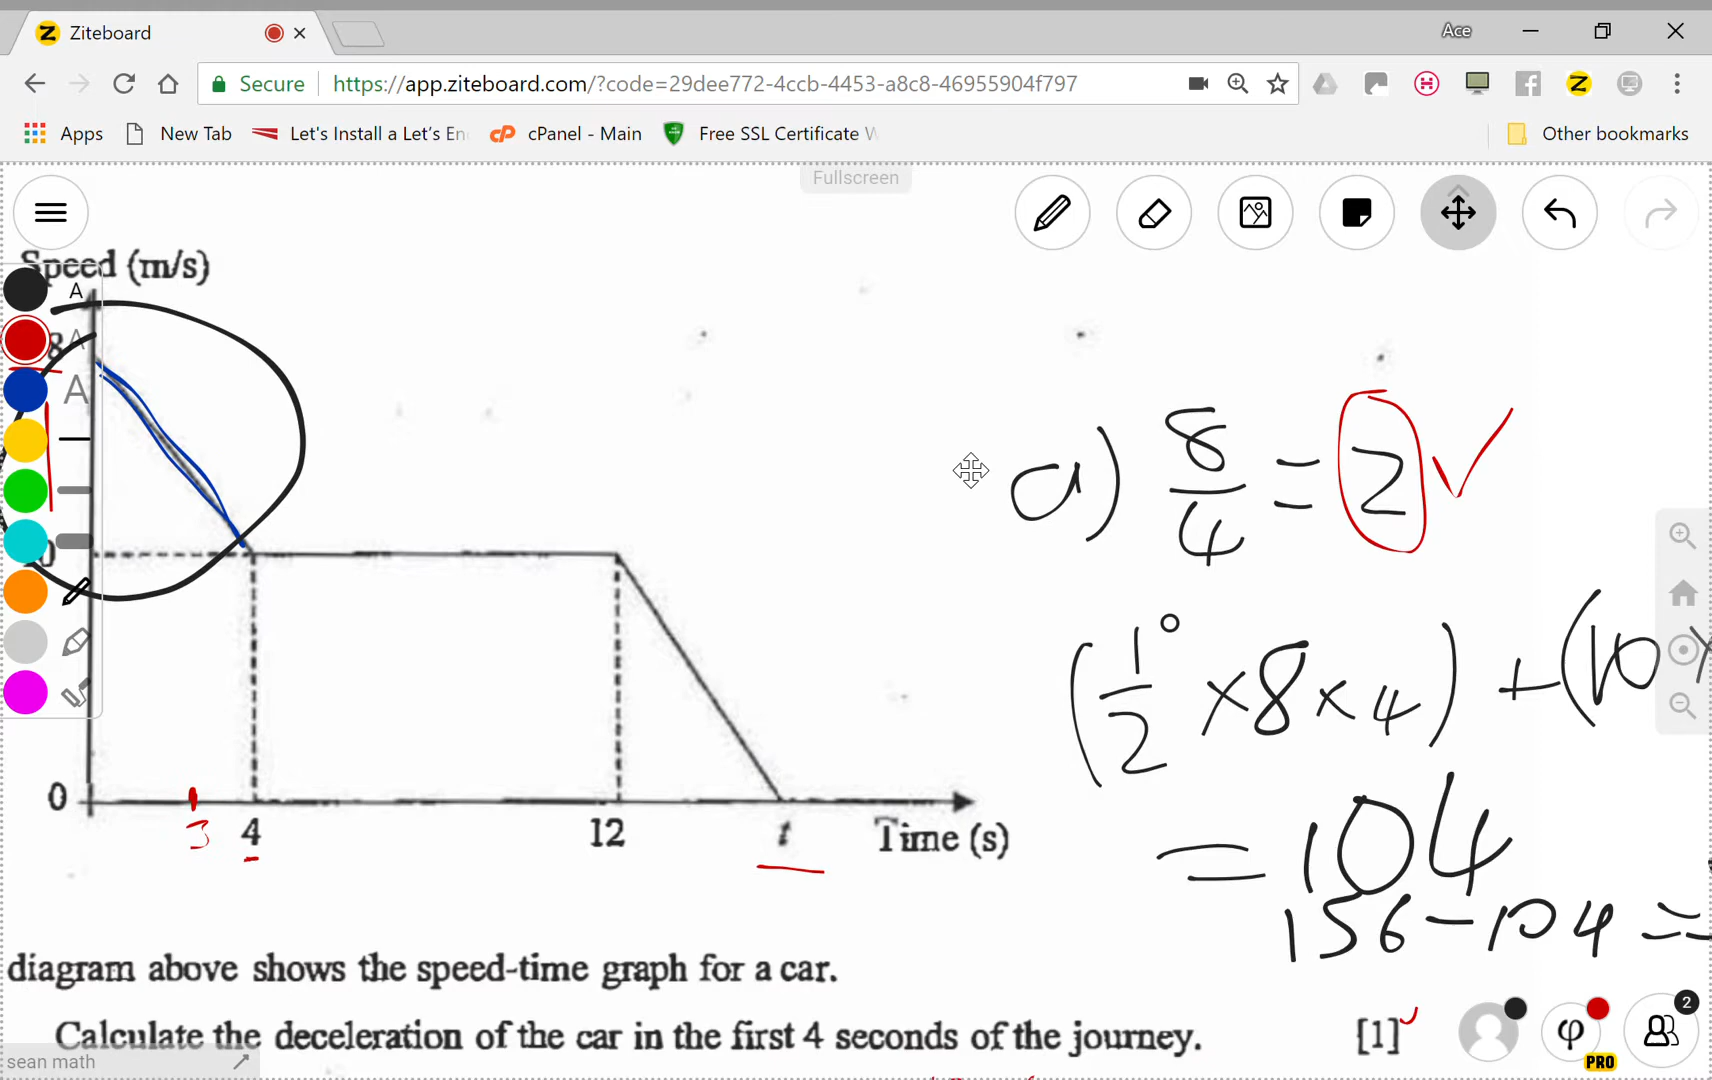 Ziteboard
Ace
Secure https://app.ziteboard.com/?code=29dee772-4ccb-4453-a8c8-46955904f797
Apps New Tab Let's Install a Let's En cPanel - Main Free SSL Certificate Other bookmarks
Fullscreen
Speed (m/s)
A
8
A
A
0
a) 8/4 = 2
(1/2 × 8 × 4) + (10
= 104
156 - 104 =
0
3 4 12 t Time (s)
diagram above shows the speed-time graph for a car.
Calculate the deceleration of the car in the first 4 seconds of the journey. [1]
sean math
φ
PRO
2